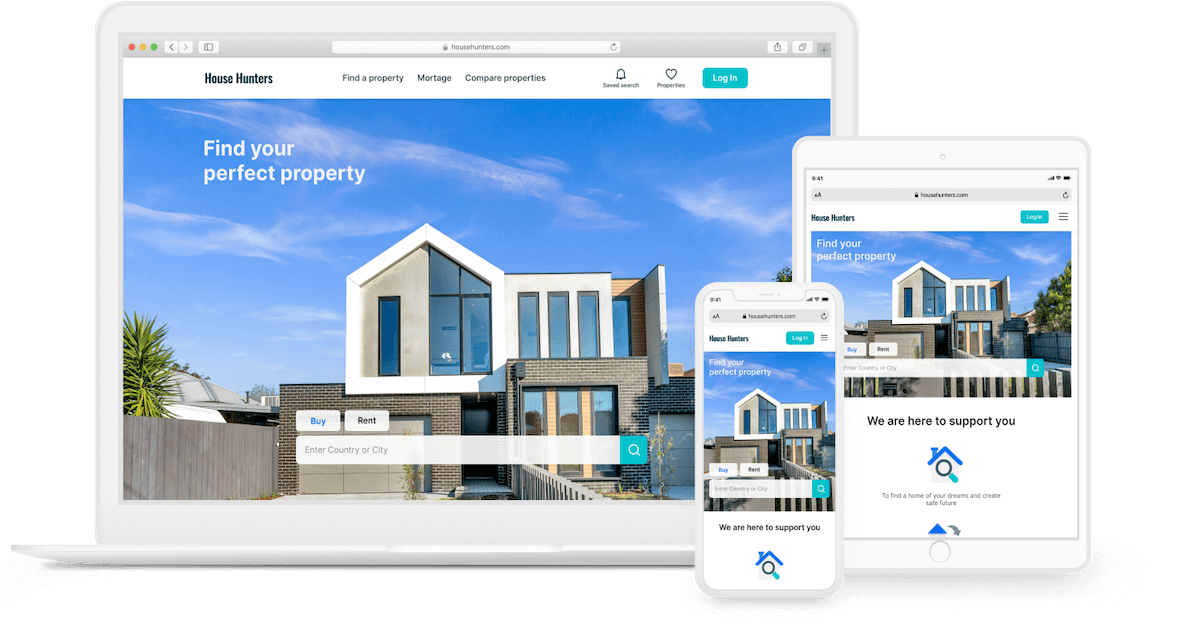 househunters.com
House Hunters
Find a property
Mortage
Compare properties
Saved search
Properties
Log In
Find your
perfect property
Buy
Rent
Enter Country or City
9:41
AA
househunters.com
House Hunters
Log In
Find your
perfect property
Buy
Rent
Enter Country or City
We are here to support you
To find a home of your dreams and create
safe future
9:41
AA
househunters.com
House Hunters
Log In
Find your
perfect property
Buy
Rent
Enter Country or City
We are here to support you